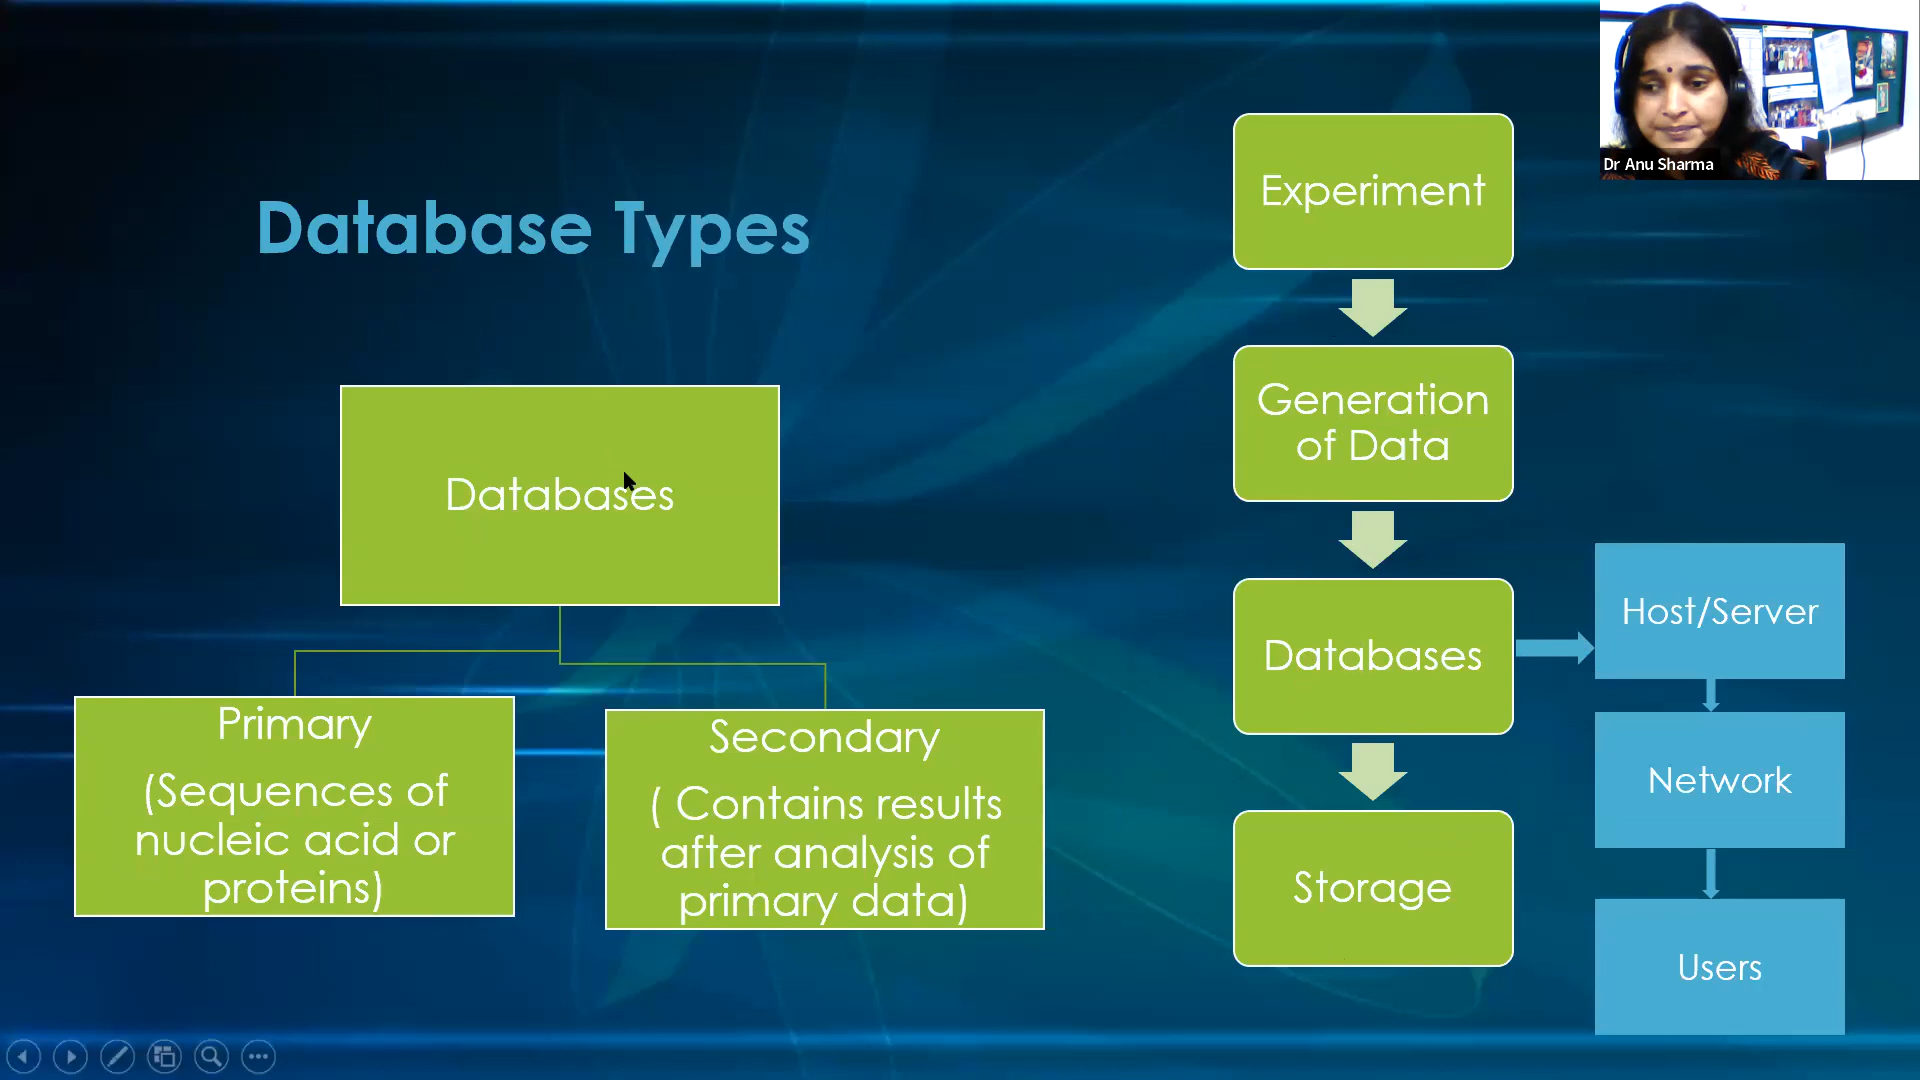 Database Types
Databases
Primary
(Sequences of
nucleic acid or
proteins)
Secondary
( Contains results
after analysis of
primary data)
Experiment
Generation
of Data
Databases
Storage
Host/Server
Network
Users
Dr Anu Sharma